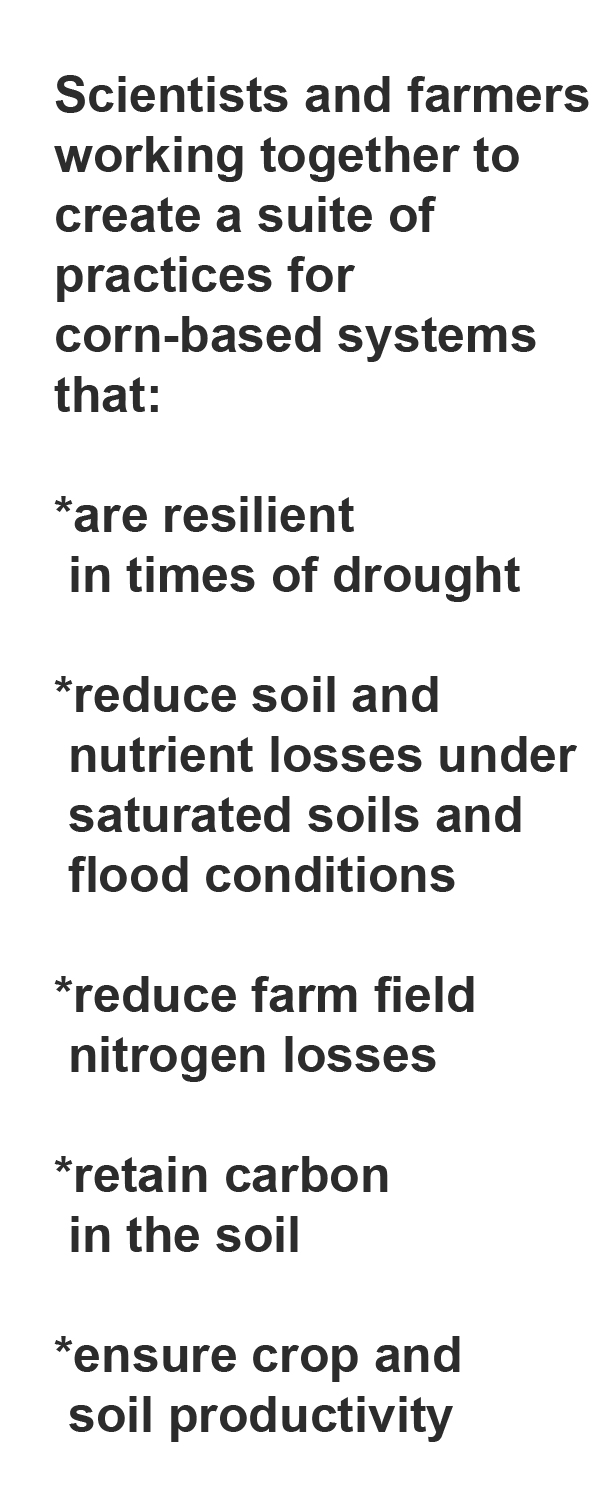 Scientists and farmers
working together to
create a suite of
practices for
corn-based systems
that:
*are resilient
in times of drought
*reduce soil and
nutrient losses under
saturated soils and
flood conditions
*reduce farm field
nitrogen losses
*retain carbon
in the soil
*ensure crop and
soil productivity